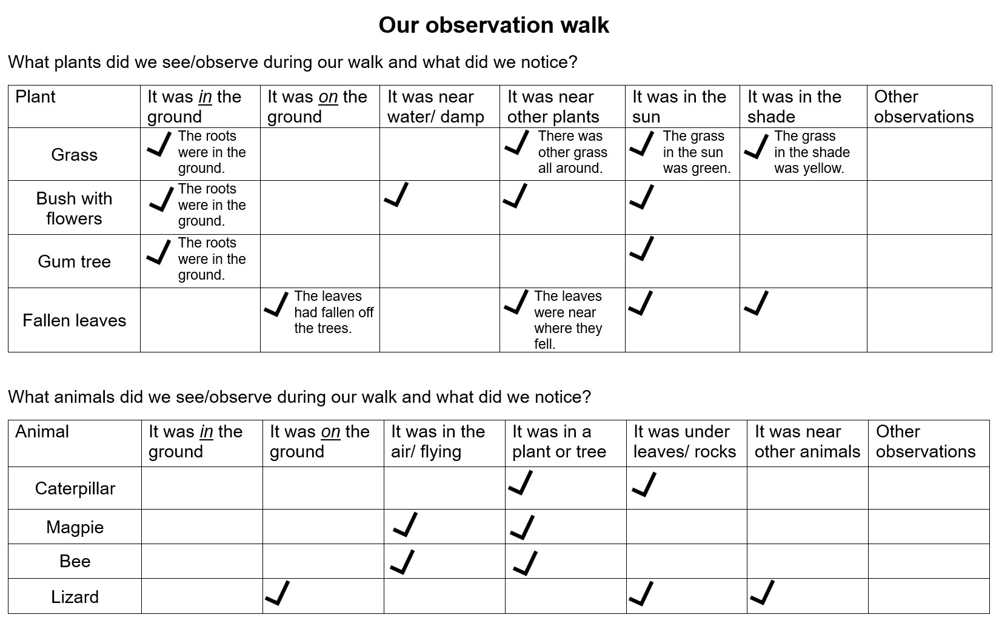 Our observation walk
What plants did we see/observe during our walk and what did we notice?
Plant
It was in the
ground
It was on the
ground
It was near
water/ damp
It was near
other plants
It was in the
sun
It was in the
shade
Other
observations
Grass
The roots
were in the
ground.
There was
other grass
all around.
The grass
in the sun
was green.
The grass
in the shade
was yellow.
Bush with
flowers
The roots
were in the
ground.
Gum tree
The roots
were in the
ground.
Fallen leaves
The leaves
had fallen off
the trees.
The leaves
were near
where they
fell.
What animals did we see/observe during our walk and what did we notice?
Animal
It was in the
ground
It was on the
ground
It was in the
air/ flying
It was in a
plant or tree
It was under
leaves/ rocks
It was near
other animals
Other
observations
Caterpillar
Magpie
Bee
Lizard